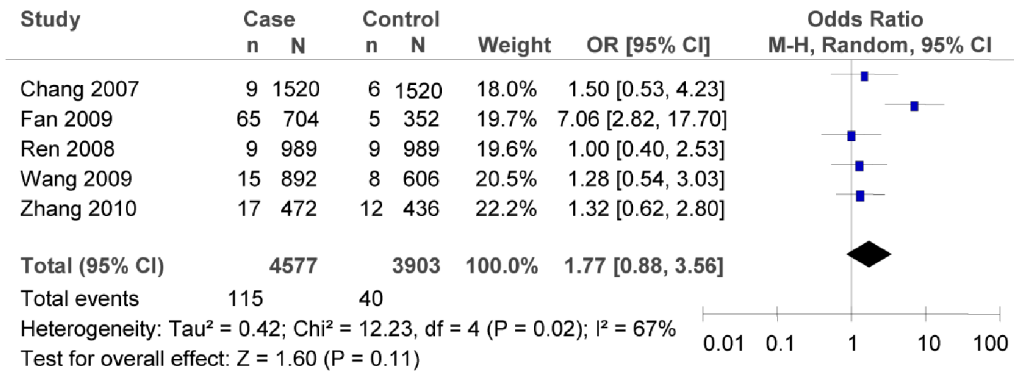 Study Case Control Odds Ratio
n N n N Weight OR [95% CI] M-H, Random, 95% CI
Chang 2007 9 1520 6 1520 18.0% 1.50 [0.53, 4.23]
Fan 2009 65 704 5 352 19.7% 7.06 [2.82, 17.70]
Ren 2008 9 989 9 989 19.6% 1.00 [0.40, 2.53]
Wang 2009 15 892 8 606 20.5% 1.28 [0.54, 3.03]
Zhang 2010 17 472 12 436 22.2% 1.32 [0.62, 2.80]
Total (95% CI) 4577 3903 100.0% 1.77 [0.88, 3.56]
Total events 115 40
Heterogeneity: Tau² = 0.42; Chi² = 12.23, df = 4 (P = 0.02); I² = 67%
Test for overall effect: Z = 1.60 (P = 0.11)
0.01 0.1 1 10 100